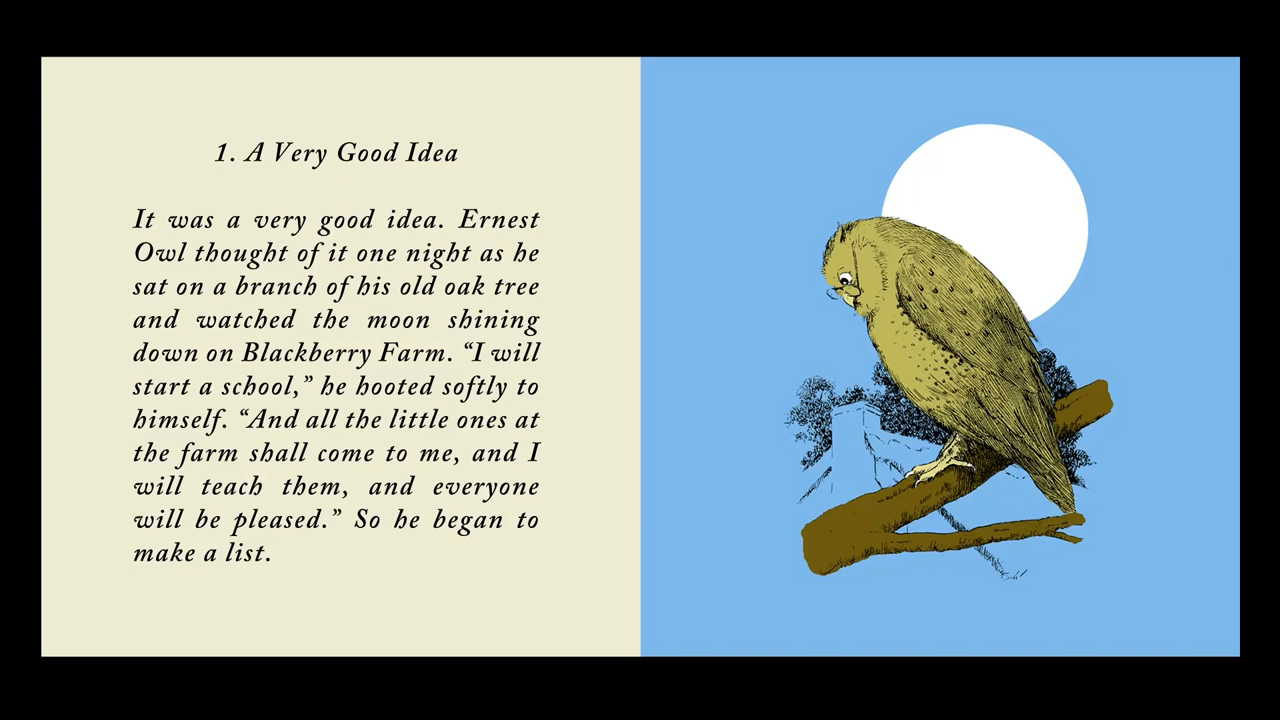 1. A Very Good Idea
It was a very good idea. Ernest
Owl thought of it one night as he
sat on a branch of his old oak tree
and watched the moon shining
down on Blackberry Farm. “I will
start a school,” he hooted softly to
himself. “And all the little ones at
the farm shall come to me, and I
will teach them, and everyone
will be pleased.” So he began to
make a list.